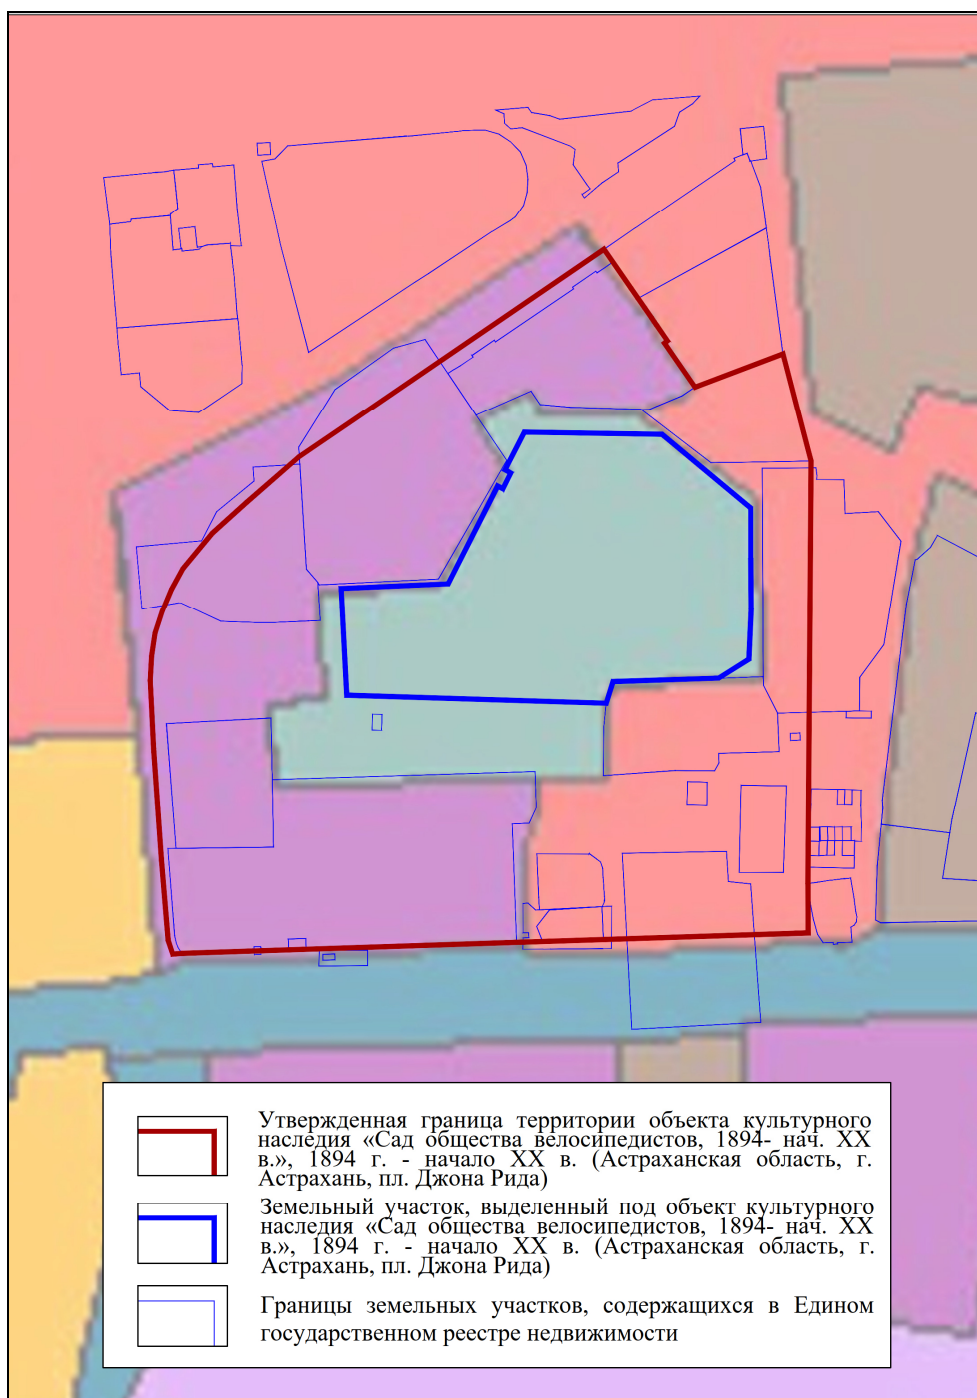 Утвержденная граница территории объекта культурного
наследия «Сад общества велосипедистов, 1894- нач. XX
в.», 1894 г. - начало XX в. (Астраханская область, г.
Астрахань, пл. Джона Рида)
Земельный участок, выделенный под объект культурного
наследия «Сад общества велосипедистов, 1894- нач. XX
в.», 1894 г. - начало XX в. (Астраханская область, г.
Астрахань, пл. Джона Рида)
Границы земельных участков, содержащихся в Едином
государственном реестре недвижимости